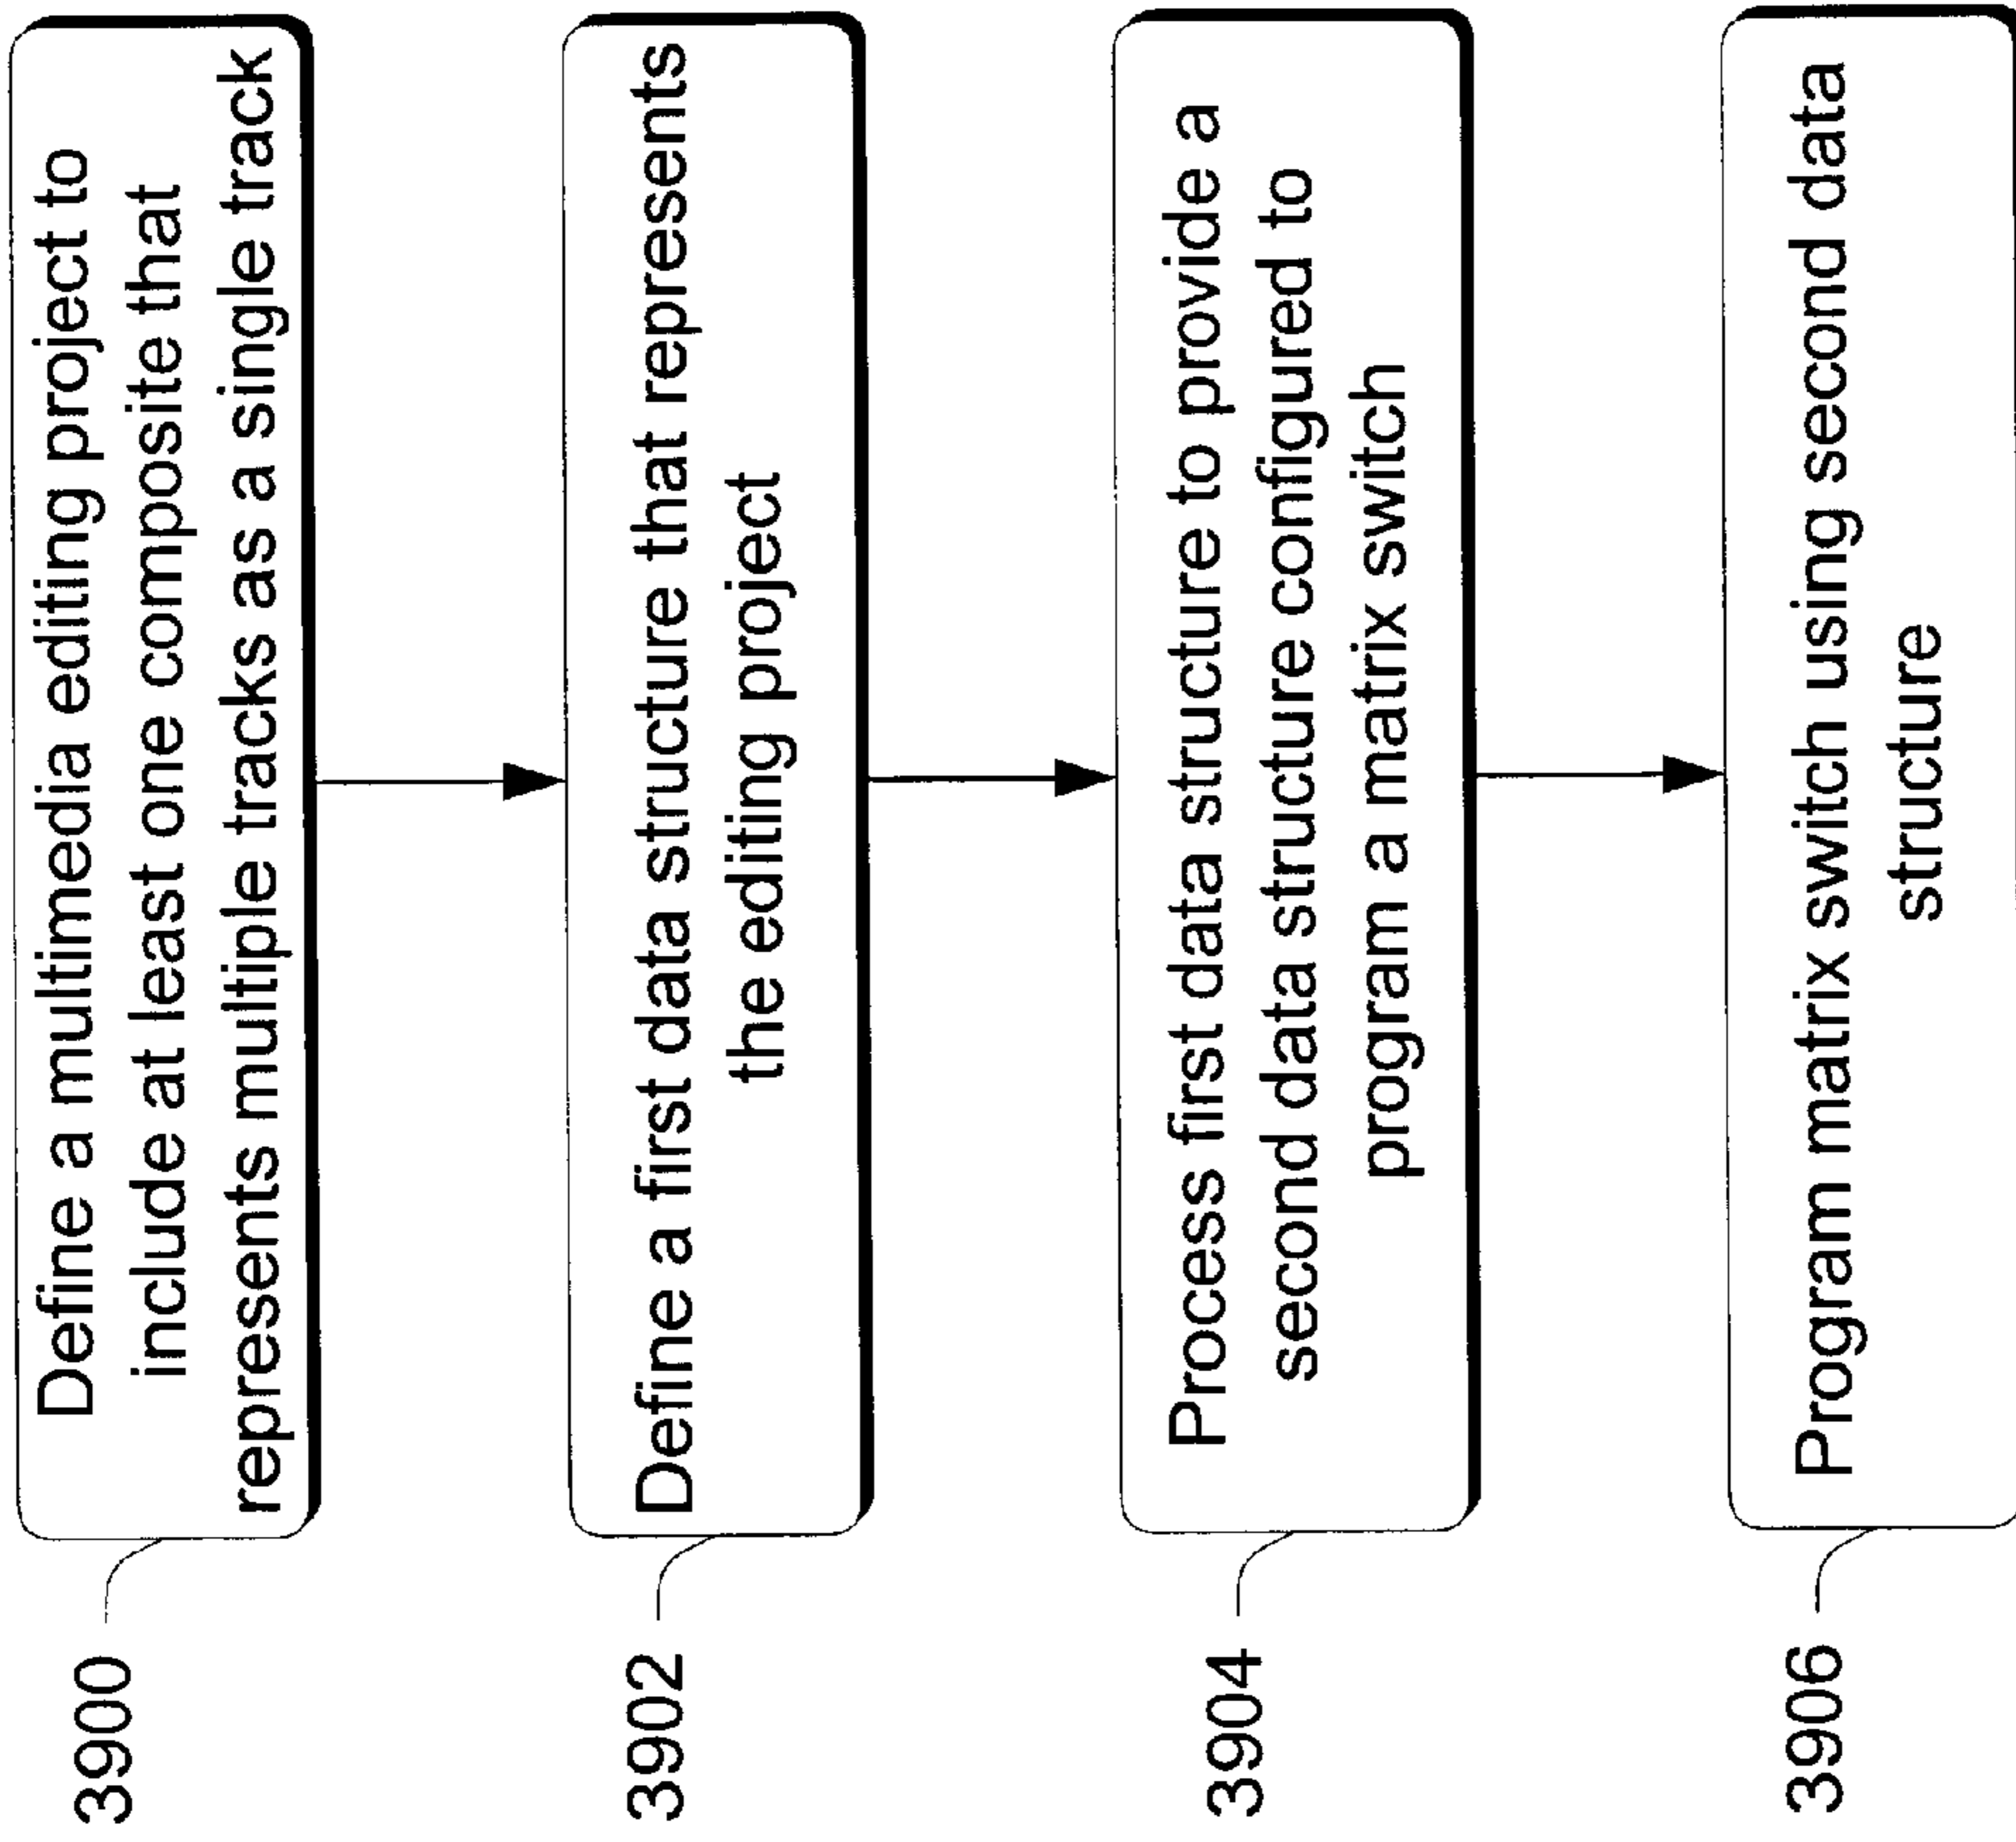 3900
Define a multimedia editing project to
include at least one composite that
represents multiple tracks as a single track
3902
Define a first data structure that represents
the editing project
3904
Process first data structure to provide a
second data structure configured to
program a matrix switch
3906
Program matrix switch using second data
structure